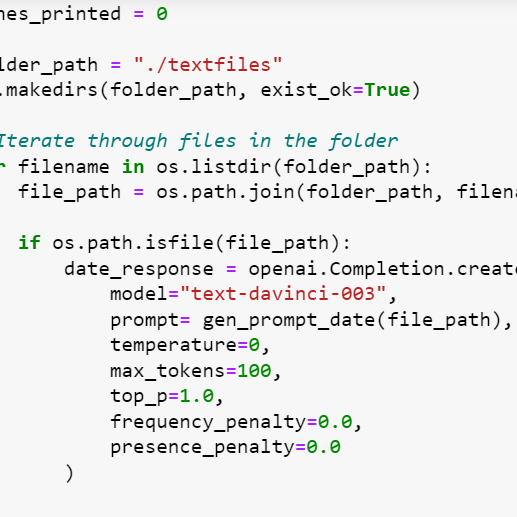 nes_printed = 0
lder_path = "./textfiles"
.makedirs(folder_path, exist_ok=True)
Iterate through files in the folder
r filename in os.listdir(folder_path):
file_path = os.path.join(folder_path, filena
if os.path.isfile(file_path):
date_response = openai.Completion.create
model="text-davinci-003",
prompt= gen_prompt_date(file_path),
temperature=0,
max_tokens=100,
top_p=1.0,
frequency_penalty=0.0,
presence_penalty=0.0
)